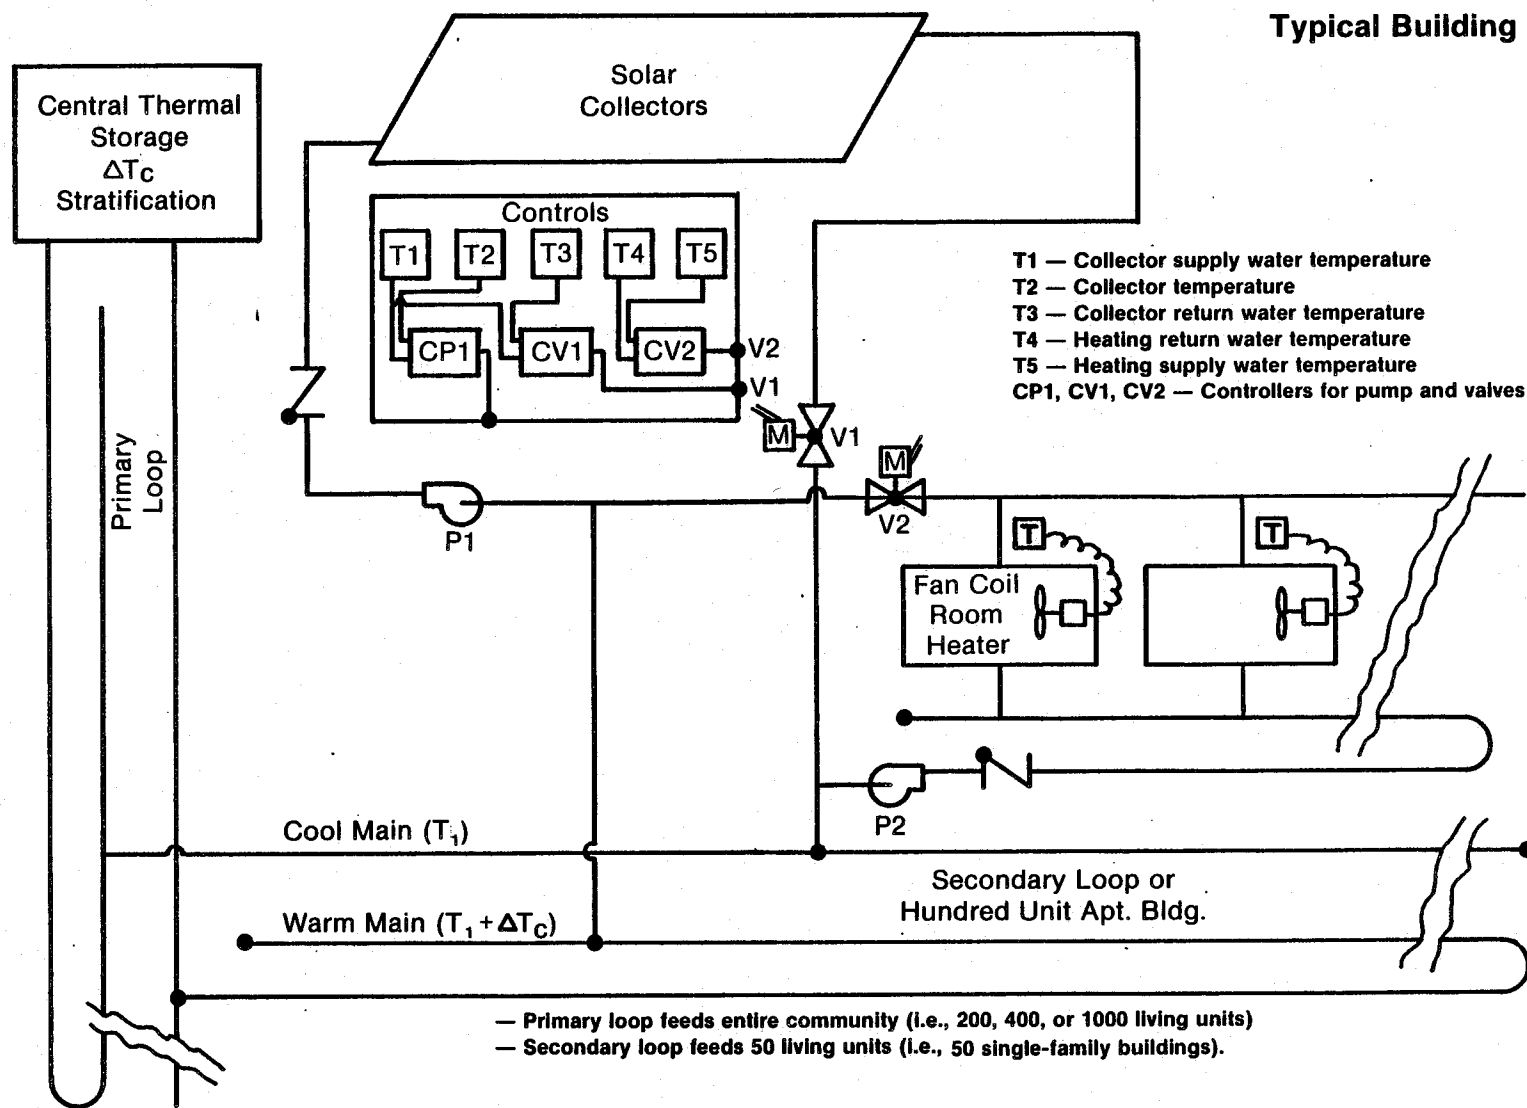 Typical Building
Solar
Collectors
Central Thermal
Storage
ΔTC
Stratification
Controls
T1 T2 T3 T4 T5
CP1 CV1 CV2
V2
V1
T1 — Collector supply water temperature
T2 — Collector temperature
T3 — Collector return water temperature
T4 — Heating return water temperature
T5 — Heating supply water temperature
CP1, CV1, CV2 — Controllers for pump and valves
M V1
M
V2
Primary
Loop
P1
T
T
Fan Coil
Room
Heater
P2
Cool Main (T₁)
Secondary Loop or
Hundred Unit Apt. Bldg.
Warm Main (T₁ + ΔTC)
— Primary loop feeds entire community (i.e., 200, 400, or 1000 living units)
— Secondary loop feeds 50 living units (i.e., 50 single-family buildings).